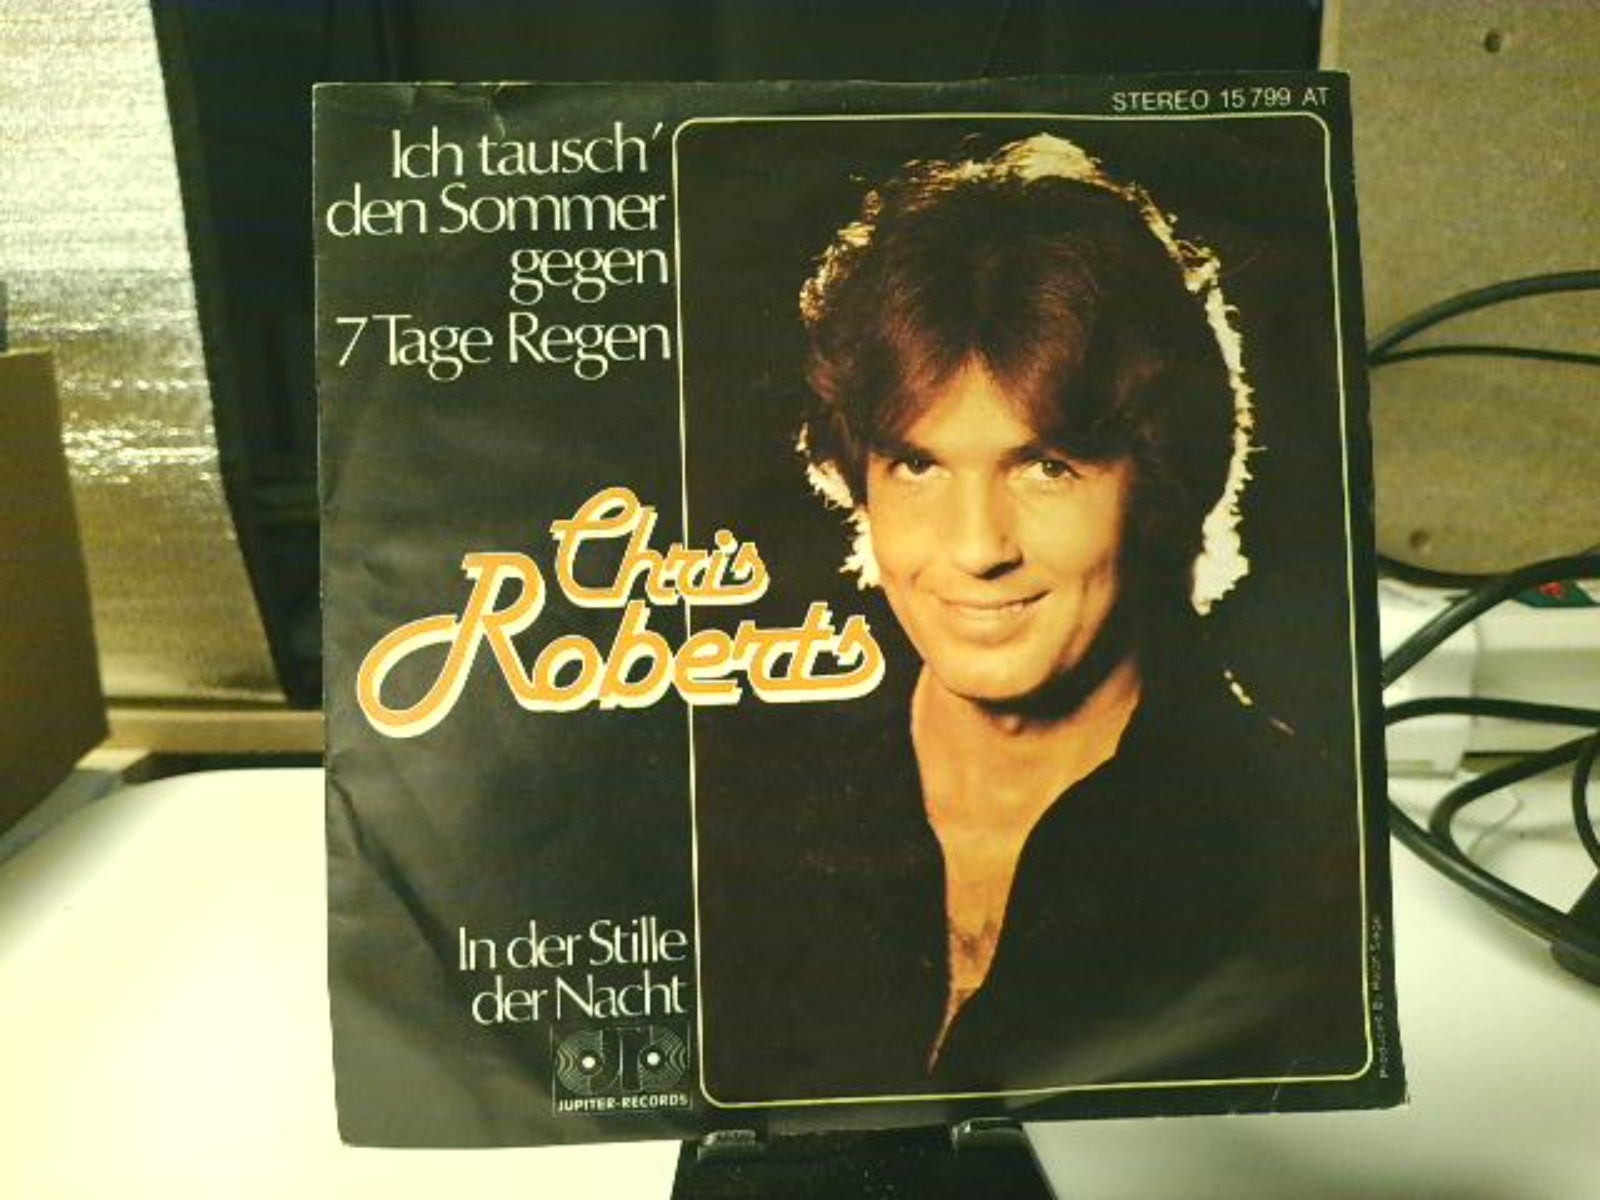 STEREO 15 799 AT
Ich tausch'
den Sommer
gegen
7 Tage Regen
Chris
Roberts
In der Stille
der Nacht
JUPITER-RECORDS